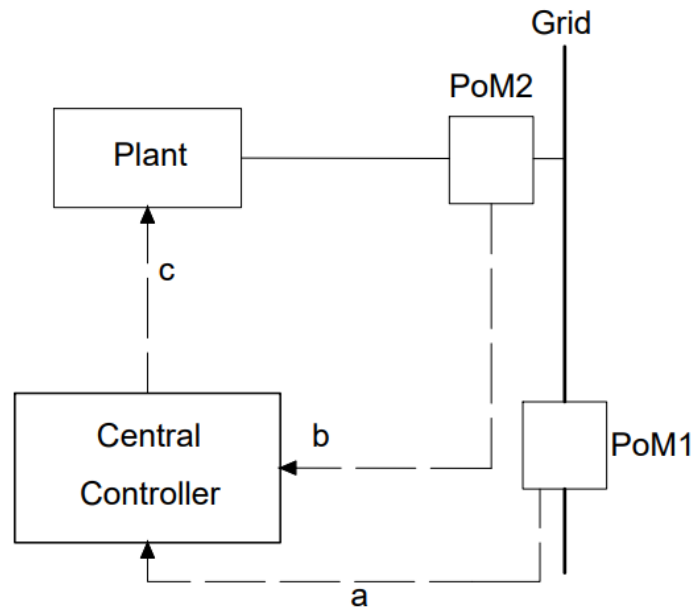 Grid
PoM2
Plant
c
Central
Controller
b
PoM1
a